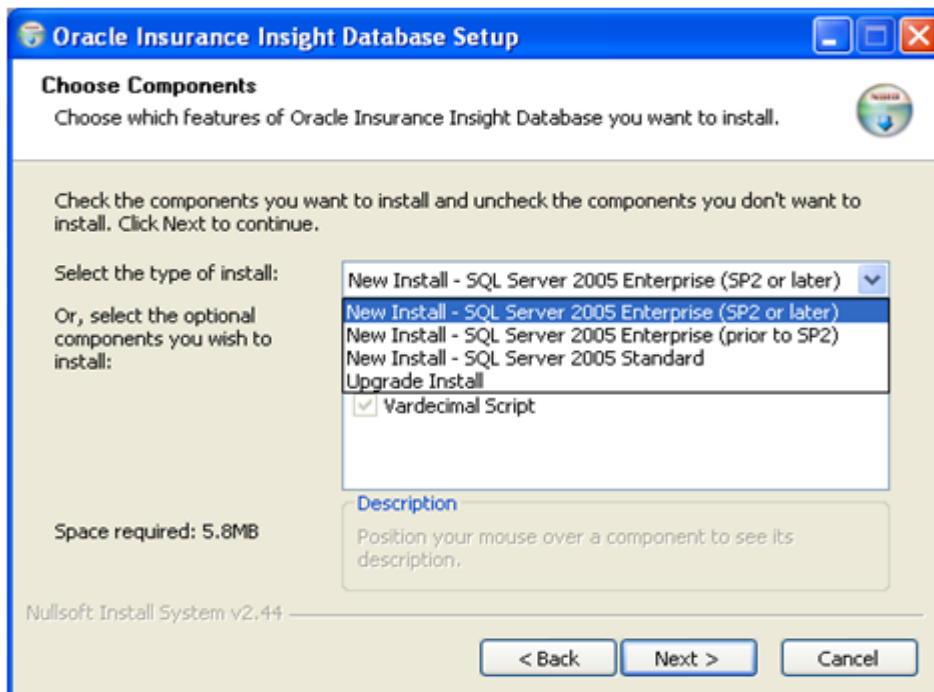 Oracle Insurance Insight Database Setup
Choose Components
Choose which features of Oracle Insurance Insight Database you want to install.
Check the components you want to install and uncheck the components you don't want to
install. Click Next to continue.
Select the type of install:
New Install - SQL Server 2005 Enterprise (SP2 or later)
Or, select the optional
components you wish to
install:
New Install - SQL Server 2005 Enterprise (SP2 or later)
New Install - SQL Server 2005 Enterprise (prior to SP2)
New Install - SQL Server 2005 Standard
Upgrade Install
Vardecimal Script
Space required: 5.8MB
Description
Position your mouse over a component to see its
description.
Nullsoft Install System v2.44
< Back
Next >
Cancel